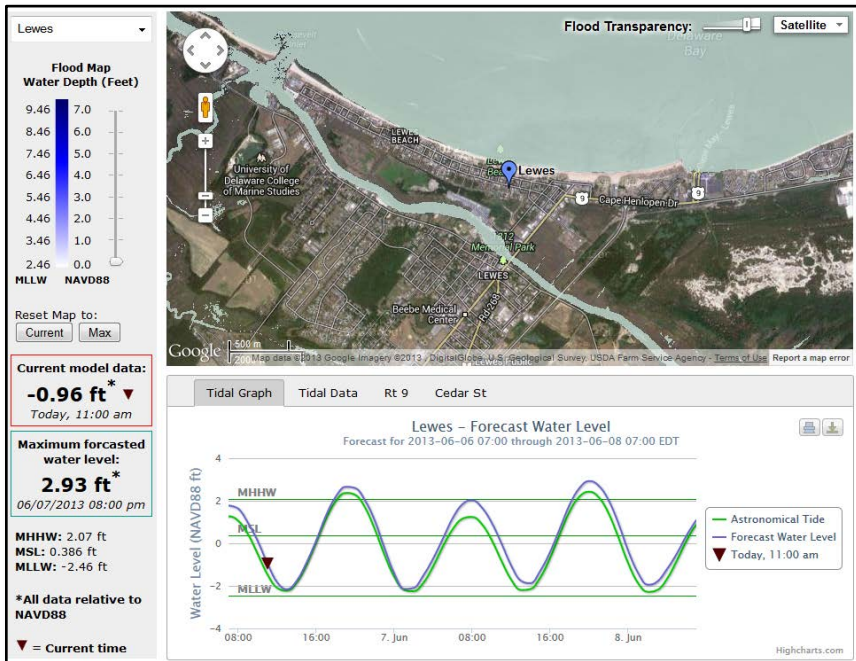 Lewes
Flood Map
Water Depth (Feet)
9.46 7.0
8.46 6.0
7.46 5.0
6.46 4.0
5.46 3.0
4.46 2.0
3.46 1.0
2.46 0.0
MLLW NAVD88
Reset Map to:
Current Max
Current model data:
-0.96 ft*
Today, 11:00 am
Maximum forcasted
water level:
2.93 ft*
06/07/2013 08:00 pm
MHHW: 2.07 ft
MSL: 0.386 ft
MLLW: -2.46 ft
*All data relative to
NAVD88
= Current time
Flood Transparency:
Satellite
Delaware
Bay
LEWES
BEACH
Lewes
University of
Delaware College
of Marine Studies
9
Cape Henlopen Dr
9
1812
Memorial Park
LEWES
Beebe Medical
Center
Rd-268
Google
500 m
Map data ©2013 Google Imagery ©2013 , DigitalGlobe, U.S. Geological Survey, USDA Farm Service Agency - Terms of Use
Report a map error
Tidal Graph Tidal Data Rt 9 Cedar St
Lewes - Forecast Water Level
Forecast for 2013-06-06 07:00 through 2013-06-08 07:00 EDT
Water Level (NAVD88 ft)
4
2
0
-2
-4
MHHW
MSL
MLLW
08:00 16:00 7. Jun 08:00 16:00 8. Jun
Astronomical Tide
Forecast Water Level
Today, 11:00 am
Highcharts.com